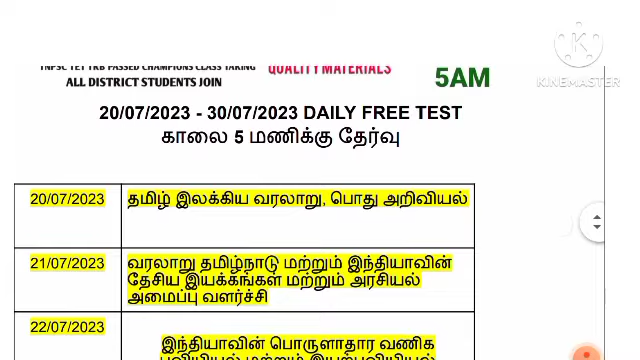 TNPSC TET TRB PASSED CHAMPIONS CLASS TAKING
QUALITY MATERIALS
ALL DISTRICT STUDENTS JOIN
5AM
KINEMASTER
20/07/2023 - 30/07/2023 DAILY FREE TEST
காலை 5 மணிக்கு தேர்வு
20/07/2023 தமிழ் இலக்கிய வரலாறு, பொது அறிவியல்
21/07/2023 வரலாறு தமிழ்நாடு மற்றும் இந்தியாவின்
தேசிய இயக்கங்கள் மற்றும் அரசியல்
அமைப்பு வளர்ச்சி
22/07/2023
இந்தியாவின் பொருளாதார வணிக
மற்றும்